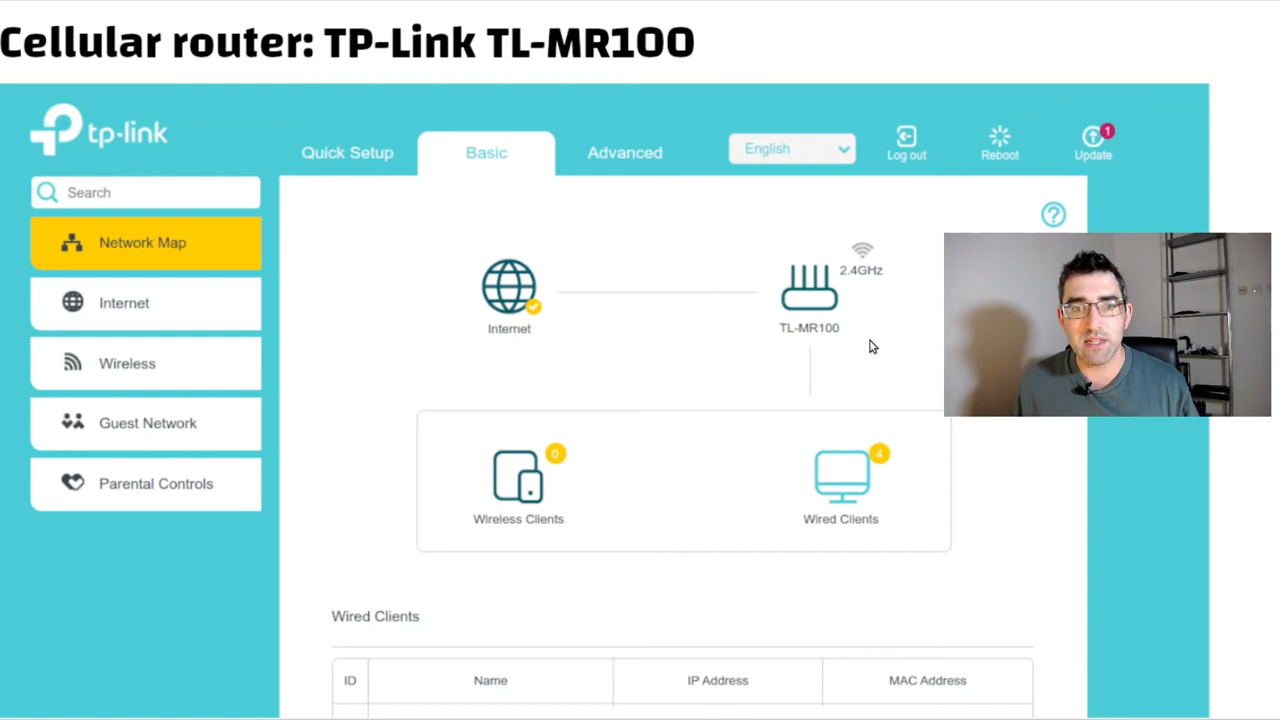 Cellular router: TP-Link TL-MR100
tp-link
Quick Setup
Basic
Advanced
English
Log out
Reboot
1
Update
Search
Network Map
Internet
Wireless
Guest Network
Parental Controls
2.4GHz
Internet
TL-MR100
0
4
Wireless Clients
Wired Clients
Wired Clients
ID Name IP Address MAC Address